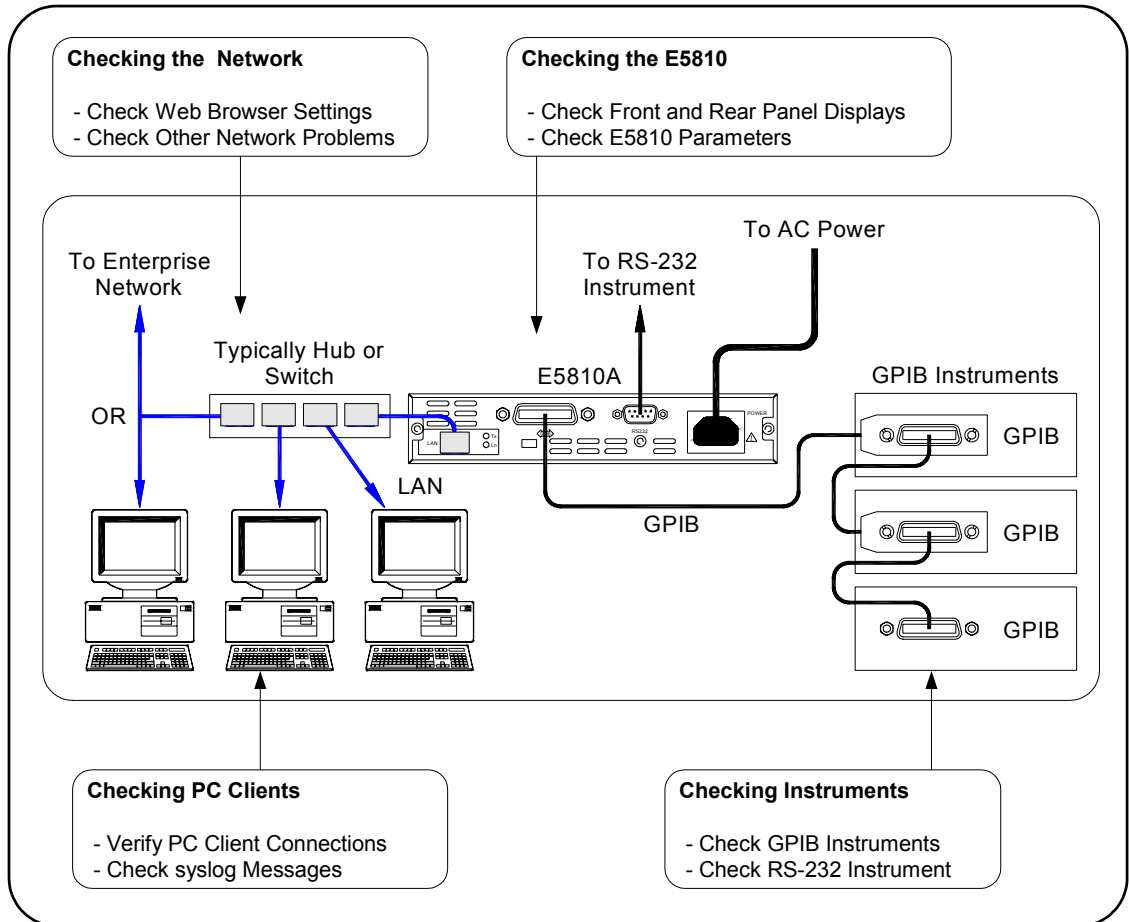 Checking the Network
- Check Web Browser Settings
- Check Other Network Problems
Checking the E5810
- Check Front and Rear Panel Displays
- Check E5810 Parameters
To Enterprise
Network
To RS-232
Instrument
To AC Power
Typically Hub or
Switch
OR
E5810A
GPIB Instruments
LAN
Tx
Ln
RS232
POWER
LAN
GPIB
GPIB
GPIB
GPIB
Checking PC Clients
- Verify PC Client Connections
- Check syslog Messages
Checking Instruments
- Check GPIB Instruments
- Check RS-232 Instrument